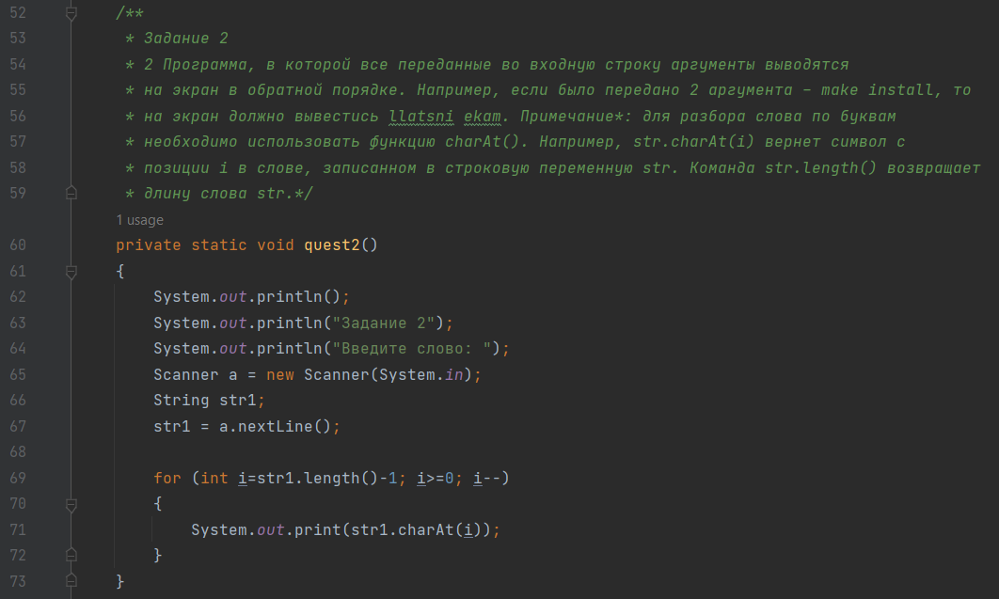 52 /**
53 * Задание 2
54 * 2 Программа, в которой все переданные во входную строку аргументы выводятся
55 * на экран в обратной порядке. Например, если было передано 2 аргумента – make install, то
56 * на экран должно вывестись llatsni ekam. Примечание*: для разбора слова по буквам
57 * необходимо использовать функцию charAt(). Например, str.charAt(i) вернет символ с
58 * позиции i в слове, записанном в строковую переменную str. Команда str.length() возвращает
59 * длину слова str.*/
1 usage
60 private static void quest2()
61 {
62 System.out.println();
63 System.out.println("Задание 2");
64 System.out.println("Введите слово: ");
65 Scanner a = new Scanner(System.in);
66 String str1;
67 str1 = a.nextLine();
68
69 for (int i=str1.length()-1; i>=0; i--)
70 {
71 System.out.print(str1.charAt(i));
72 }
73 }